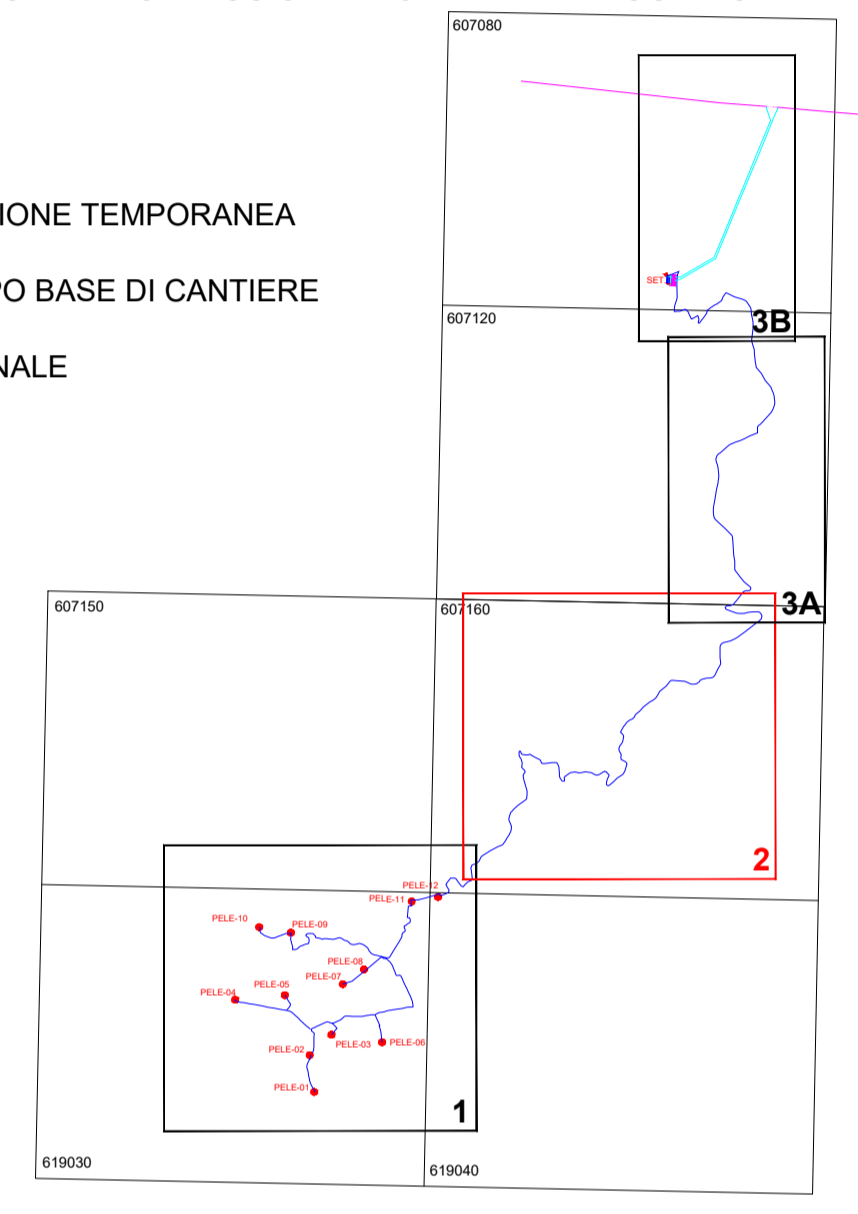 607080
IONE TEMPORANEA
SET
PO BASE DI CANTIERE
607120
3B
NALE
607150
607160
3A
2
PELE-12
PELE-11
PELE-10
PELE-09
PELE-08
PELE-07
PELE-05
PELE-04
PELE-03
PELE-06
PELE-02
PELE-01
1
619030
619040